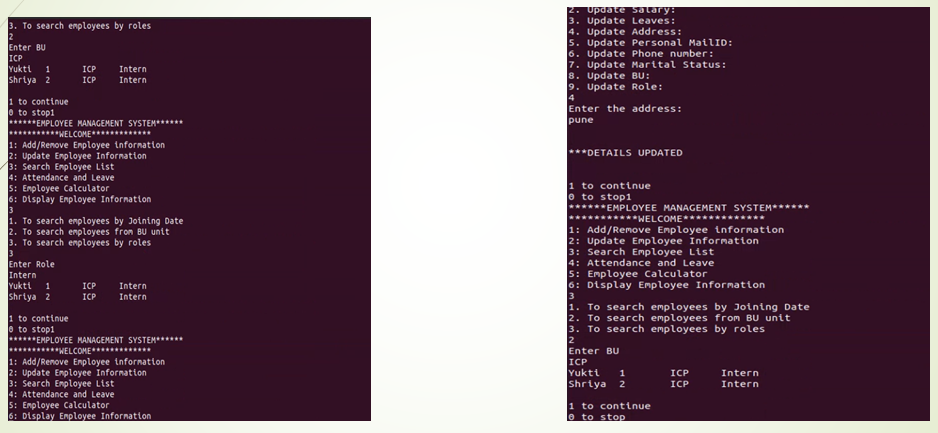 3. To search employees by roles
2
Enter BU
ICP
Yukti 1 ICP Intern
Shriya 2 ICP Intern
1 to continue
0 to stop1
******EMPLOYEE MANAGEMENT SYSTEM******
***********WELCOME*************
1: Add/Remove Employee information
2: Update Employee Information
3: Search Employee List
4: Attendance and Leave
5: Employee Calculator
6: Display Employee Information
3
1. To search employees by Joining Date
2. To search employees from BU unit
3. To search employees by roles
3
Enter Role
Intern
Yukti 1 ICP Intern
Shriya 2 ICP Intern
1 to continue
0 to stop1
******EMPLOYEE MANAGEMENT SYSTEM******
***********WELCOME*************
1: Add/Remove Employee information
2: Update Employee Information
3: Search Employee List
4: Attendance and Leave
5: Employee Calculator
6: Display Employee Information
2. Update Salary:
3. Update Leaves:
4. Update Address:
5. Update Personal MailID:
6. Update Phone number:
7. Update Marital Status:
8. Update BU:
9. Update Role:
4
Enter the address:
pune
***DETAILS UPDATED
1 to continue
0 to stop1
******EMPLOYEE MANAGEMENT SYSTEM******
***********WELCOME*************
1: Add/Remove Employee information
2: Update Employee Information
3: Search Employee List
4: Attendance and Leave
5: Employee Calculator
6: Display Employee Information
3
1. To search employees by Joining Date
2. To search employees from BU unit
3. To search employees by roles
2
Enter BU
ICP
Yukti 1 ICP Intern
Shriya 2 ICP Intern
1 to continue
0 to stop